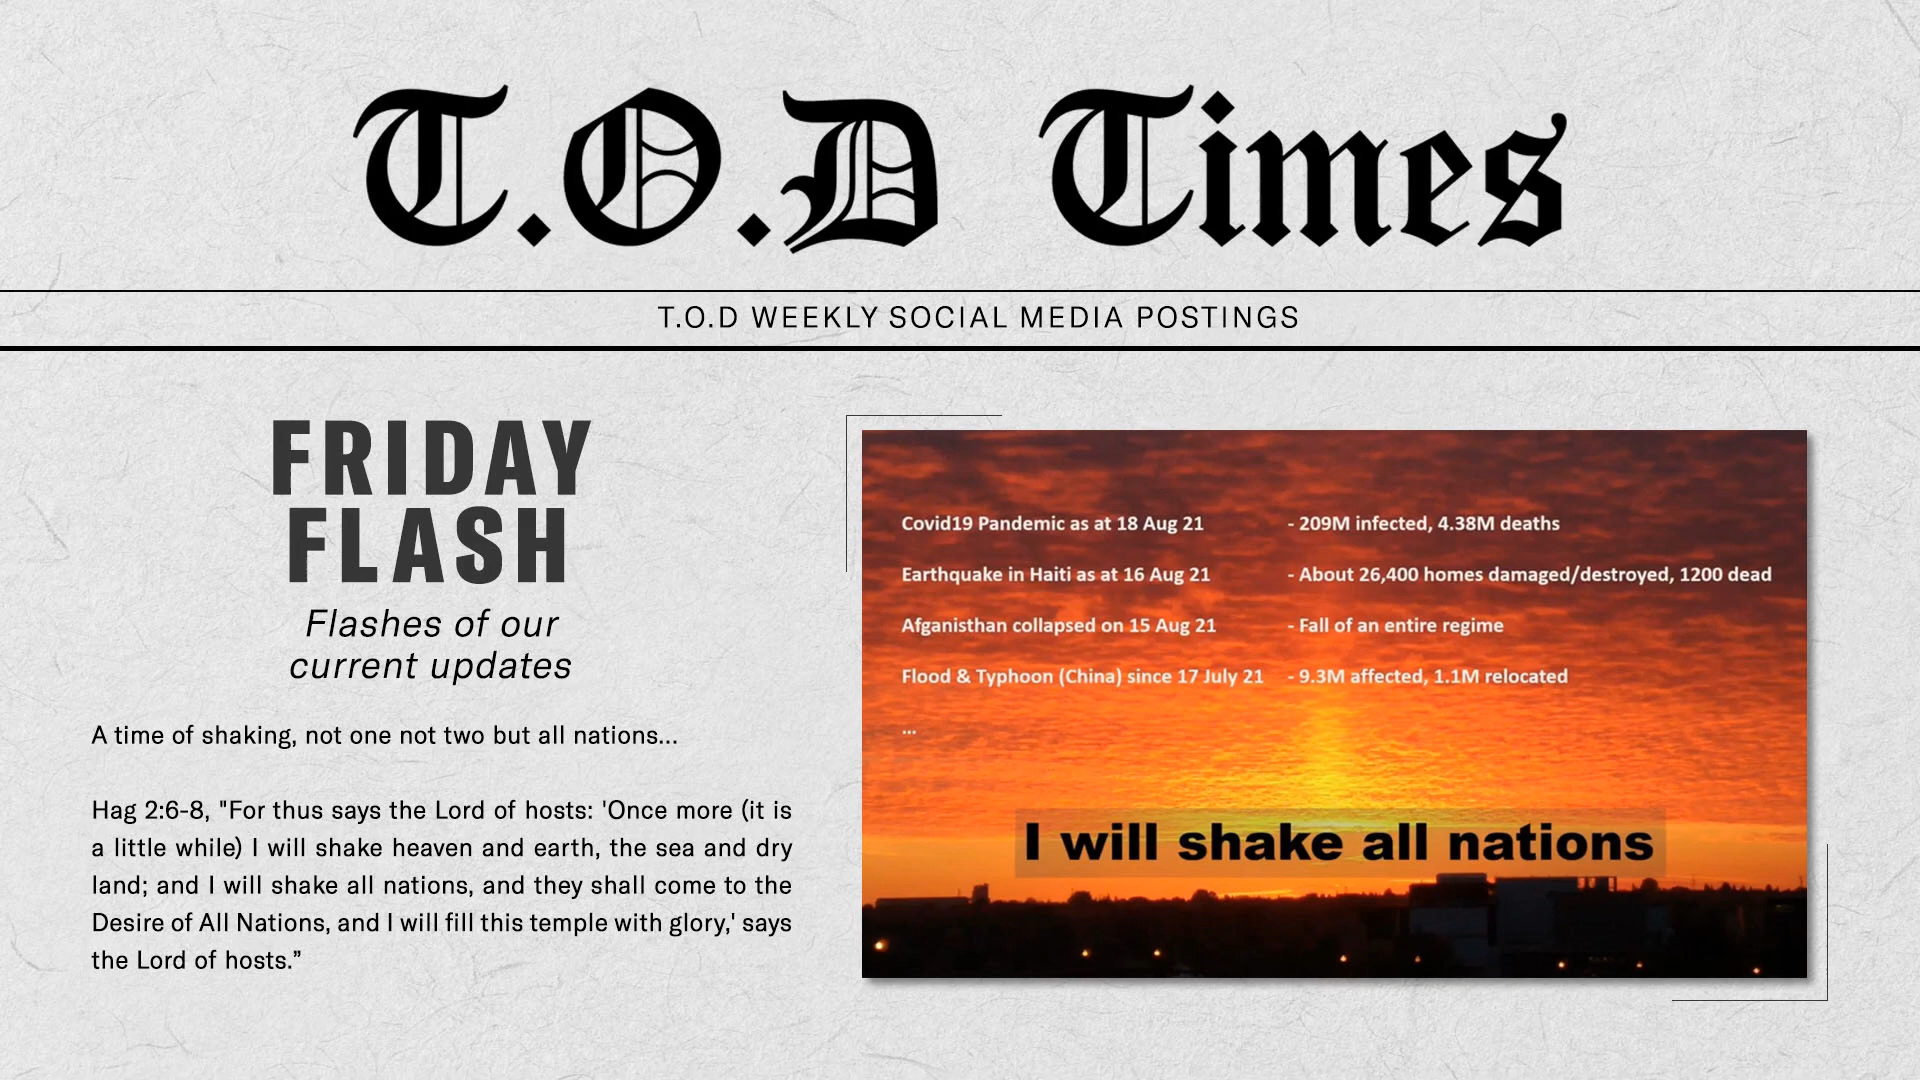 T.O.D Times
T.O.D WEEKLY SOCIAL MEDIA POSTINGS
FRIDAY
FLASH
Flashes of our
current updates
A time of shaking, not one not two but all nations...
Hag 2:6-8, "For thus says the Lord of hosts: 'Once more (it is
a little while) I will shake heaven and earth, the sea and dry
land; and I will shake all nations, and they shall come to the
Desire of All Nations, and I will fill this temple with glory,' says
the Lord of hosts.”
Covid19 Pandemic as at 18 Aug 21 - 209M infected, 4.38M deaths
Earthquake in Haiti as at 16 Aug 21 - About 26,400 homes damaged/destroyed, 1200 dead
Afganisthan collapsed on 15 Aug 21 - Fall of an entire regime
Flood & Typhoon (China) since 17 July 21 - 9.3M affected, 1.1M relocated
...
I will shake all nations